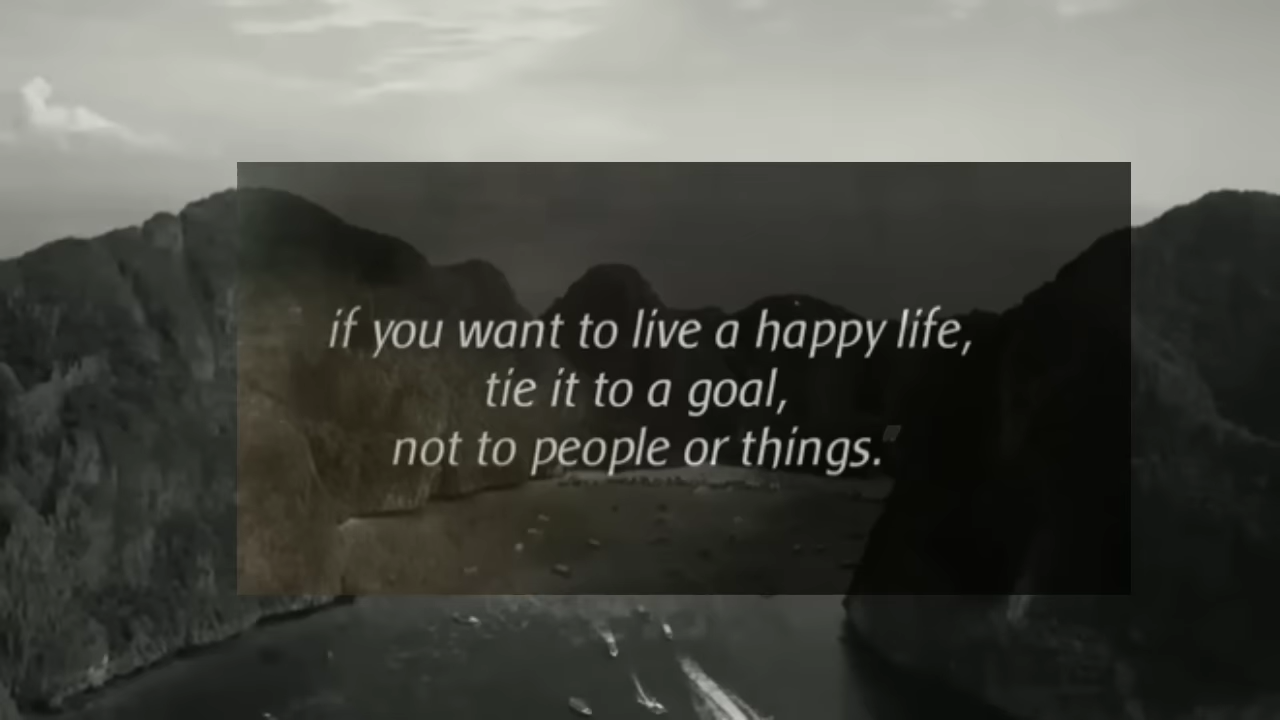 if you want to live a happy life,
tie it to a goal,
not to people or things.